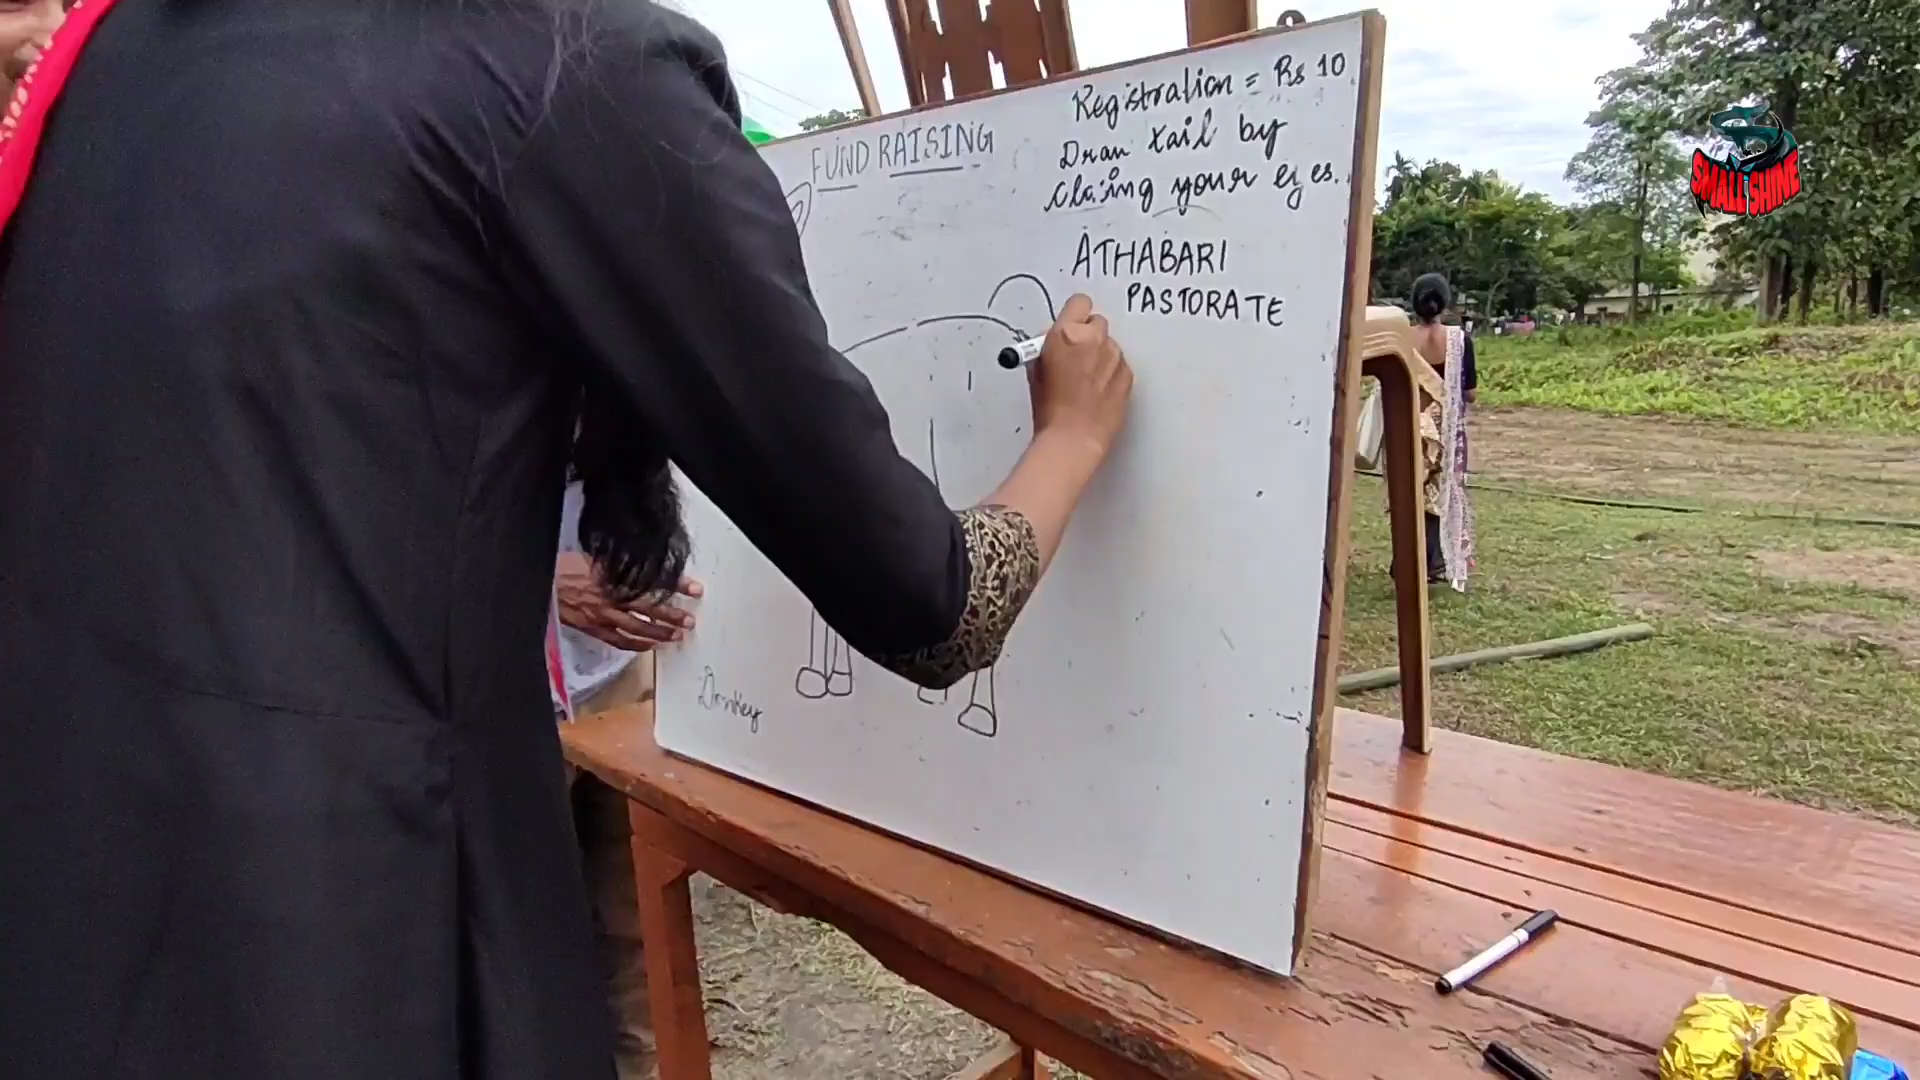 FUND RAISING
Registration = Rs 10
Draw tail by
Closing your eyes.
ATHABARI
PASTORATE
Donkey
SMALL SHINE